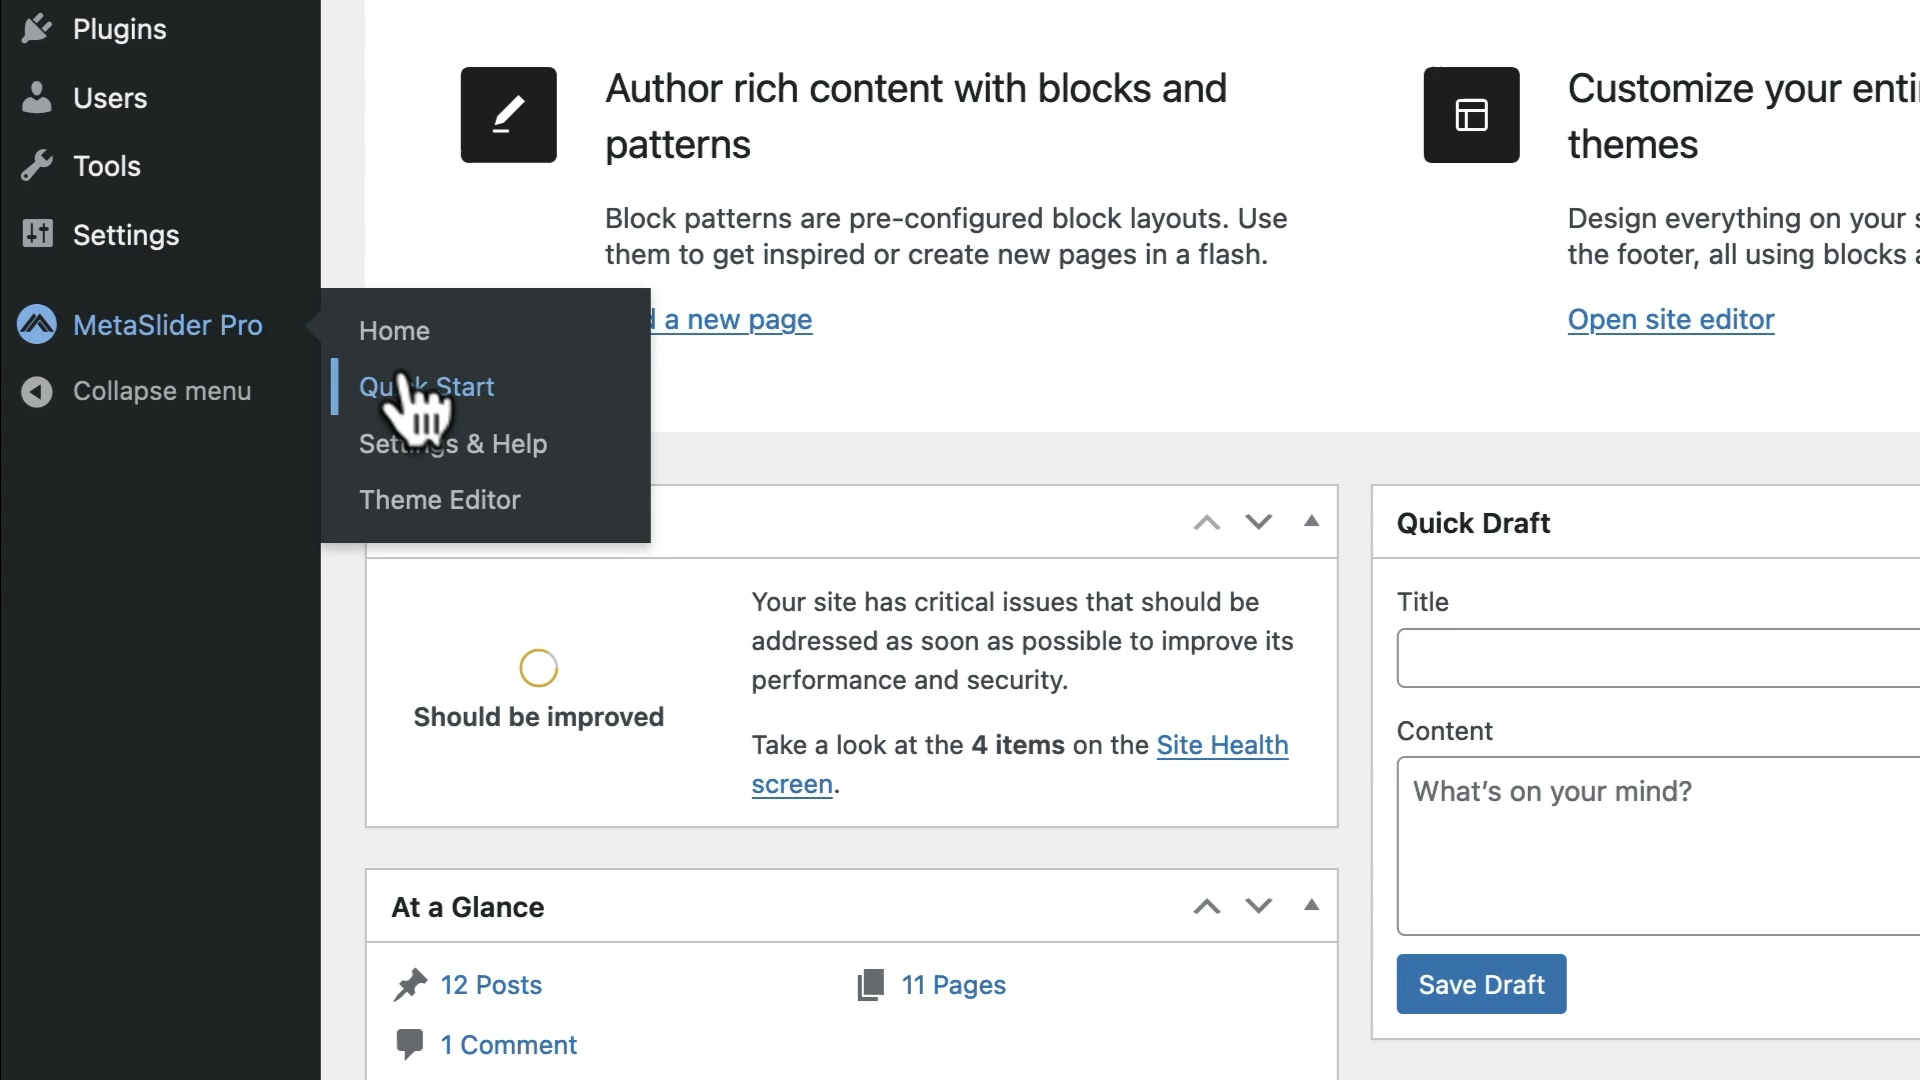 Plugins
Users
Tools
Settings
MetaSlider Pro
Collapse menu
Home
Quick Start
Settings & Help
Theme Editor
Author rich content with blocks and
patterns
Block patterns are pre-configured block layouts. Use
them to get inspired or create new pages in a flash.
a new page
Customize your
themes
Design everything on your
the footer, all using blocks
Open site editor
Should be improved
Your site has critical issues that should be
addressed as soon as possible to improve its
performance and security.
Take a look at the 4 items on the Site Health
screen.
At a Glance
12 Posts
11 Pages
1 Comment
Quick Draft
Title
Content
What's on your mind?
Save Draft